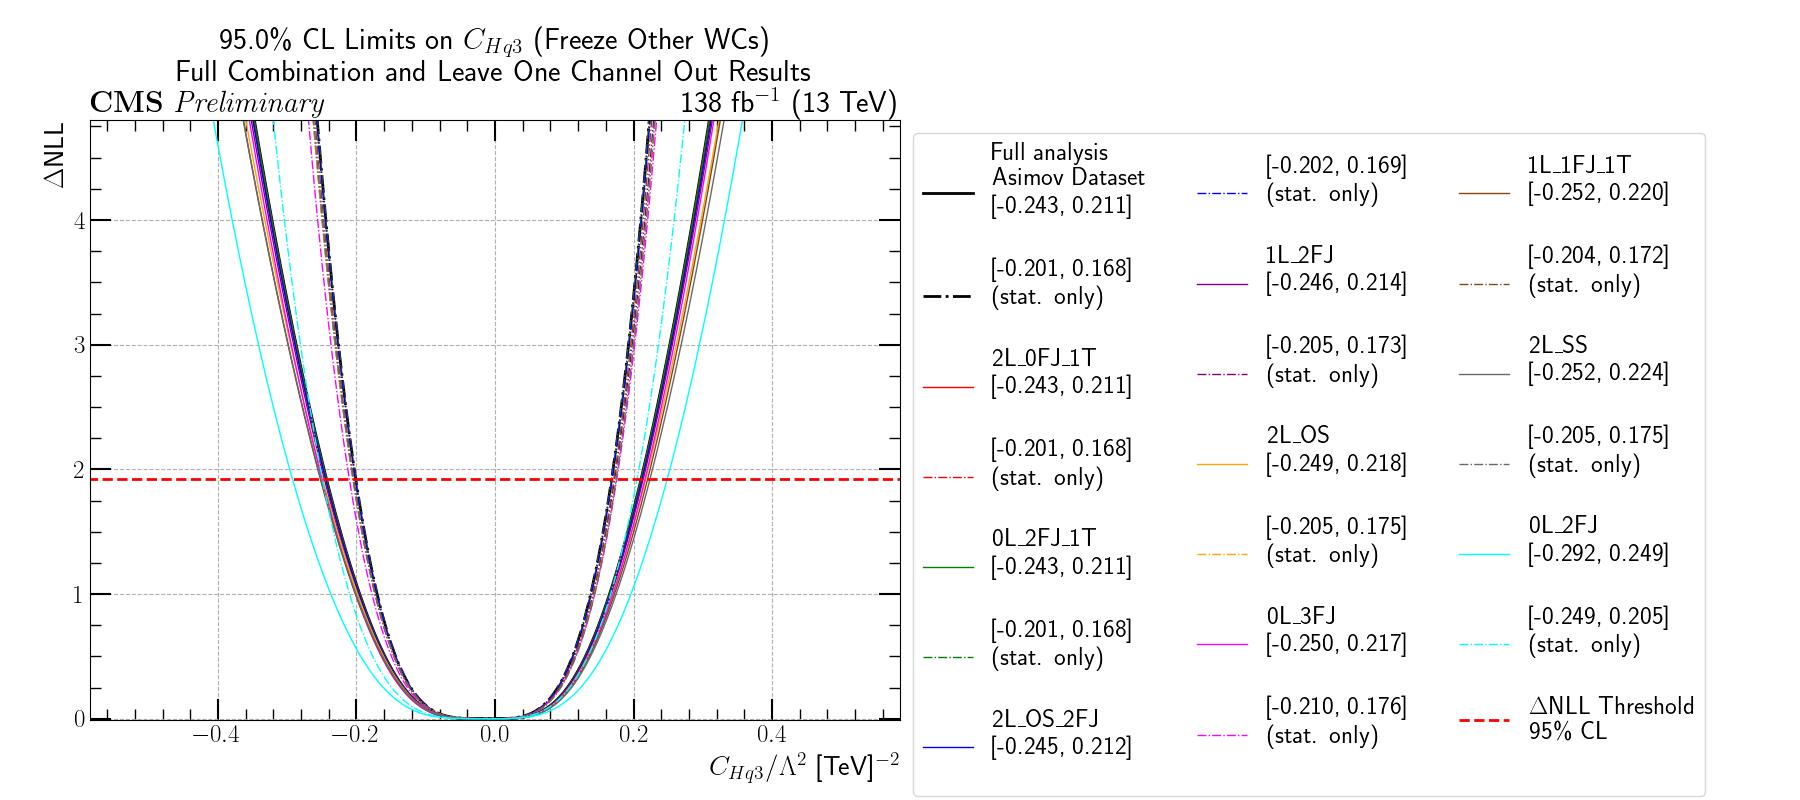 95.0% CL Limits on C_{Hq3} (Freeze Other WCs)
Full Combination and Leave One Channel Out Results
CMS Preliminary
138 fb^{-1} (13 TeV)
ΔNLL
4
3
2
1
0
−0.4
−0.2
0.0
0.2
0.4
C_{Hq3}/Λ^2 [TeV]^{−2}
Full analysis
Asimov Dataset
[-0.243, 0.211]
[-0.201, 0.168]
(stat. only)
2L_0FJ_1T
[-0.243, 0.211]
[-0.201, 0.168]
(stat. only)
0L_2FJ_1T
[-0.243, 0.211]
[-0.201, 0.168]
(stat. only)
2L_OS_2FJ
[-0.245, 0.212]
[-0.202, 0.169]
(stat. only)
1L_2FJ
[-0.246, 0.214]
[-0.205, 0.173]
(stat. only)
2L_OS
[-0.249, 0.218]
[-0.205, 0.175]
(stat. only)
0L_3FJ
[-0.250, 0.217]
[-0.210, 0.176]
(stat. only)
1L_1FJ_1T
[-0.252, 0.220]
[-0.204, 0.172]
(stat. only)
2L_SS
[-0.252, 0.224]
[-0.205, 0.175]
(stat. only)
0L_2FJ
[-0.292, 0.249]
[-0.249, 0.205]
(stat. only)
ΔNLL Threshold
95% CL